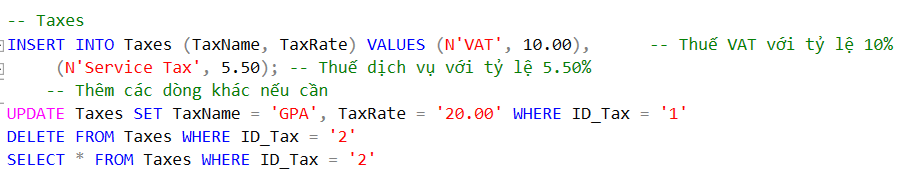 -- Taxes
INSERT INTO Taxes (TaxName, TaxRate) VALUES (N'VAT', 10.00),      -- Thuế VAT với tỷ lệ 10%
    (N'Service Tax', 5.50); -- Thuế dịch vụ với tỷ lệ 5.50%
   -- Thêm các dòng khác nếu cần
UPDATE Taxes SET TaxName = 'GPA', TaxRate = '20.00' WHERE ID_Tax = '1'
DELETE FROM Taxes WHERE ID_Tax = '2'
SELECT * FROM Taxes WHERE ID_Tax = '2'